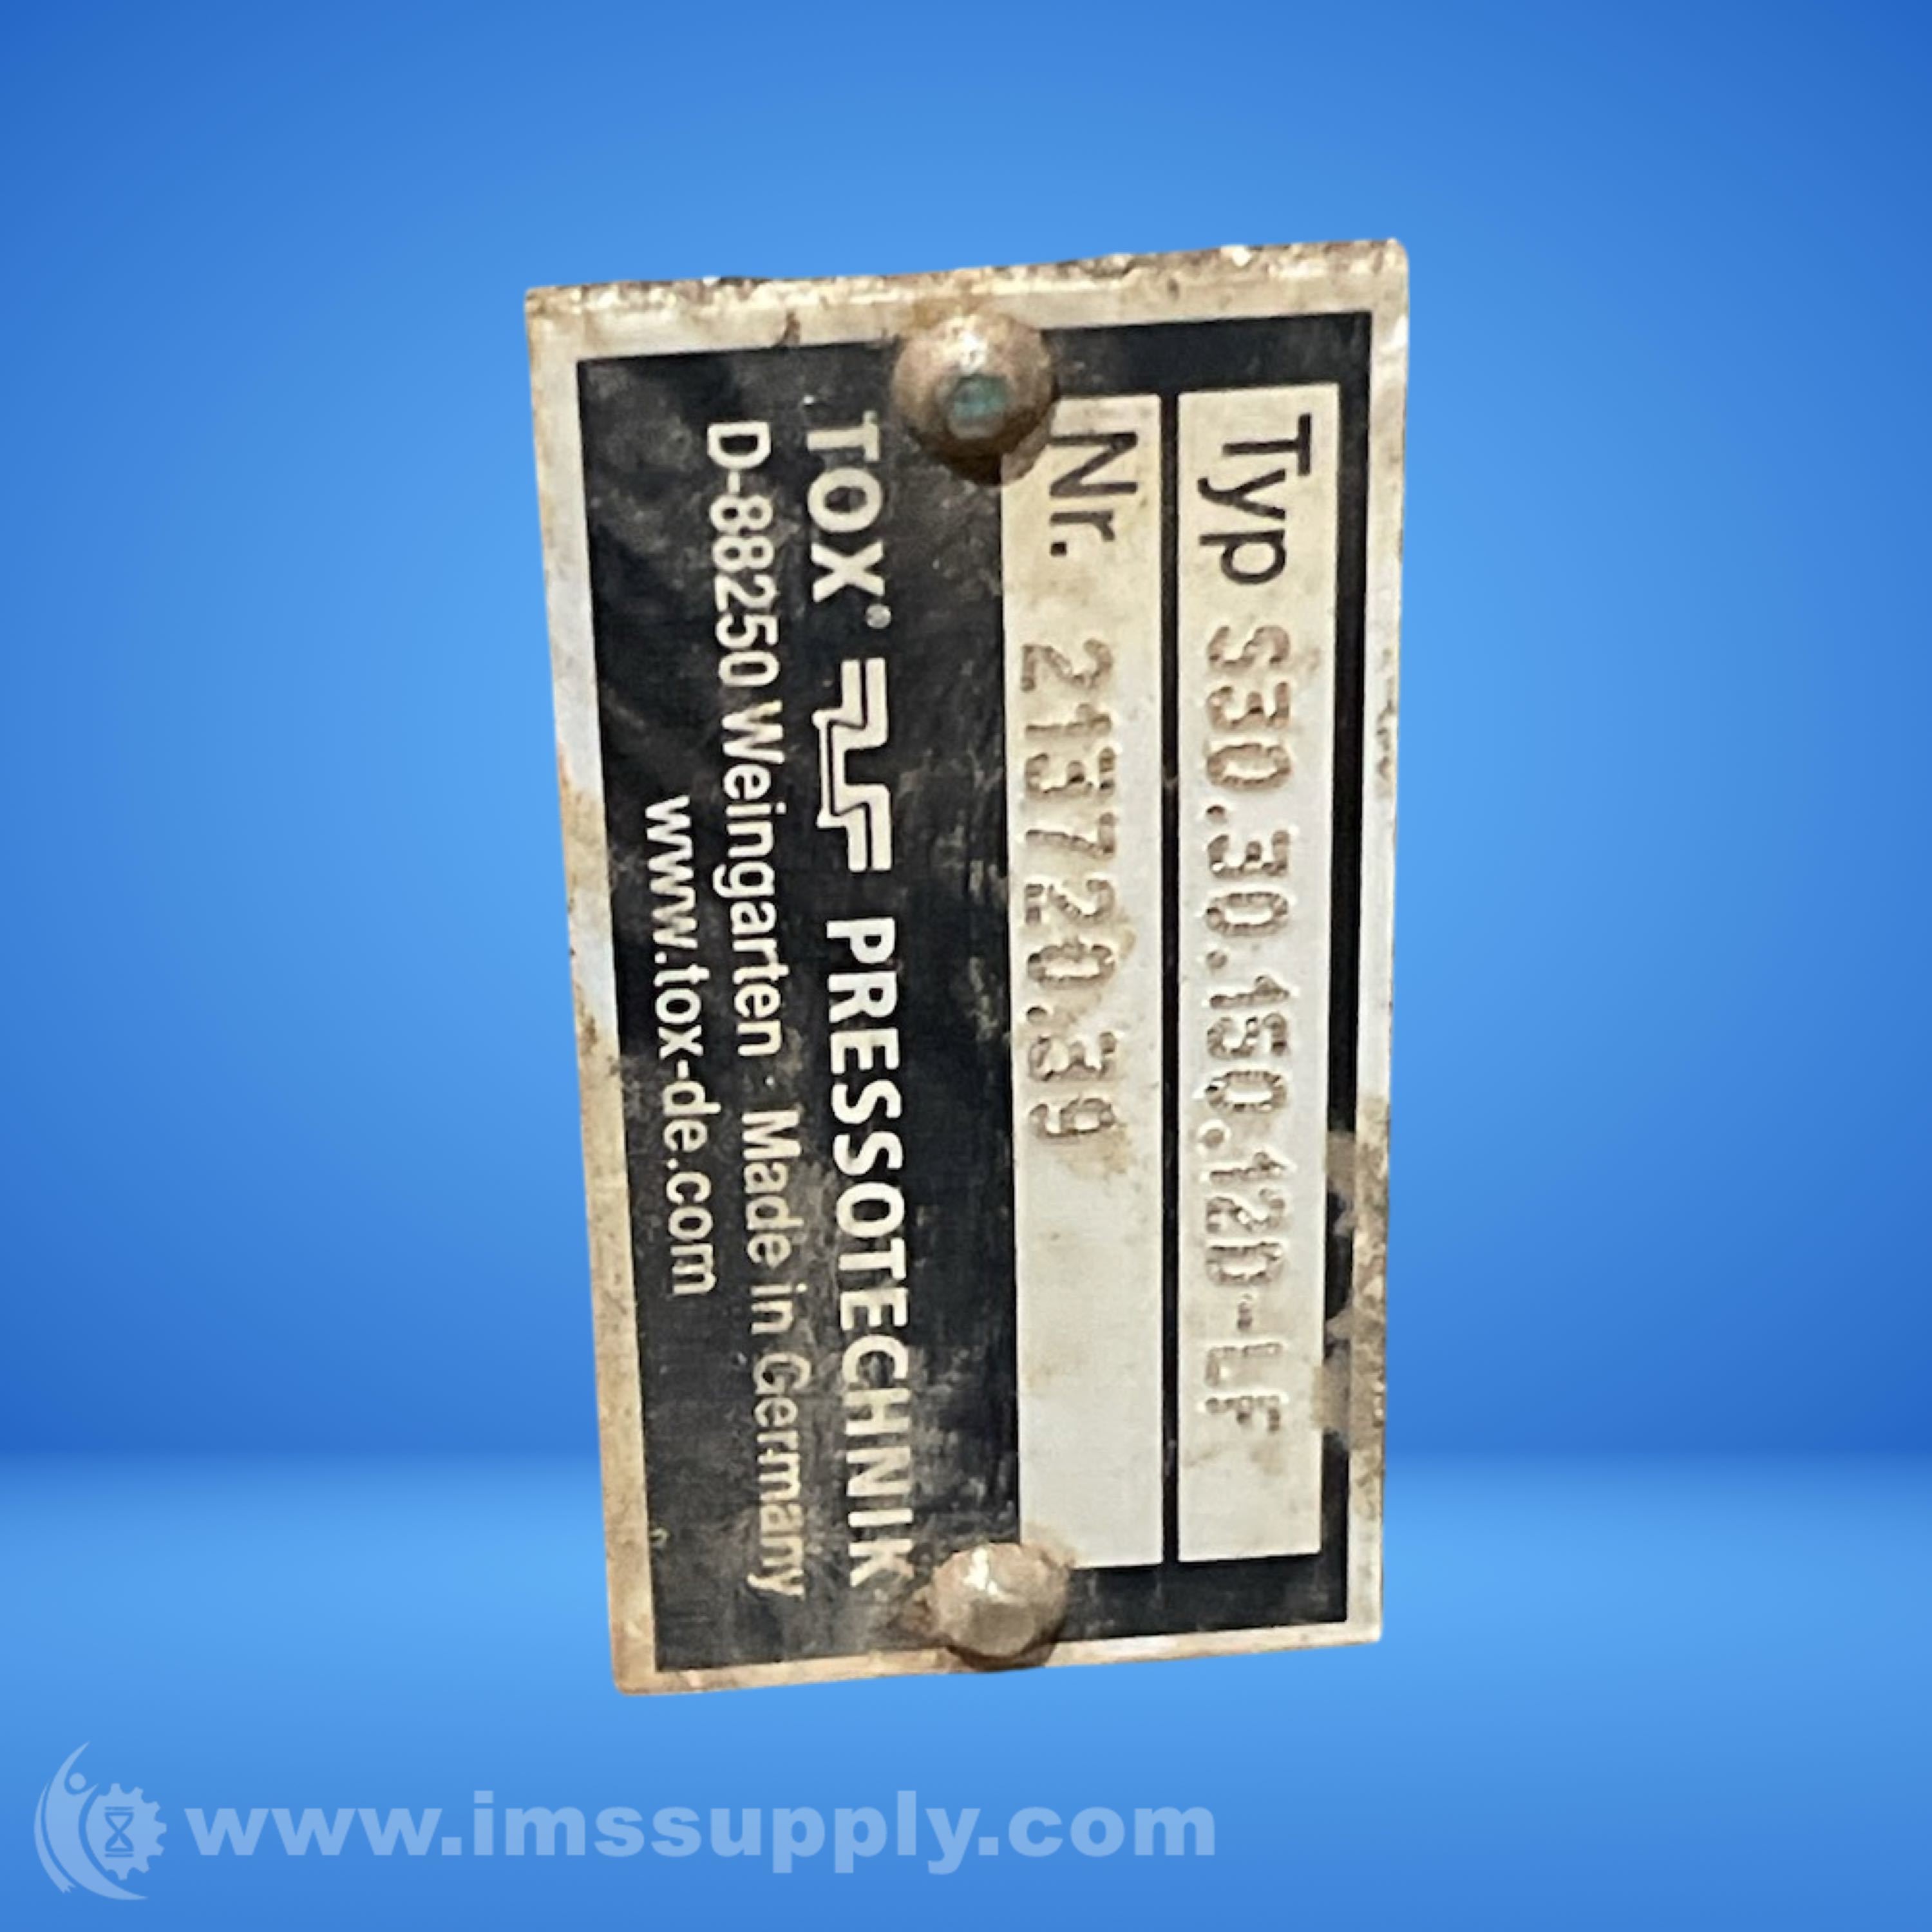 Typ S30.30.150.120-LF
Nr. 2137720.39
TOX® PRESSOTECHNIK
D-88250 Weingarten · Made in Germany
www.tox-de.com
www.imssupply.com